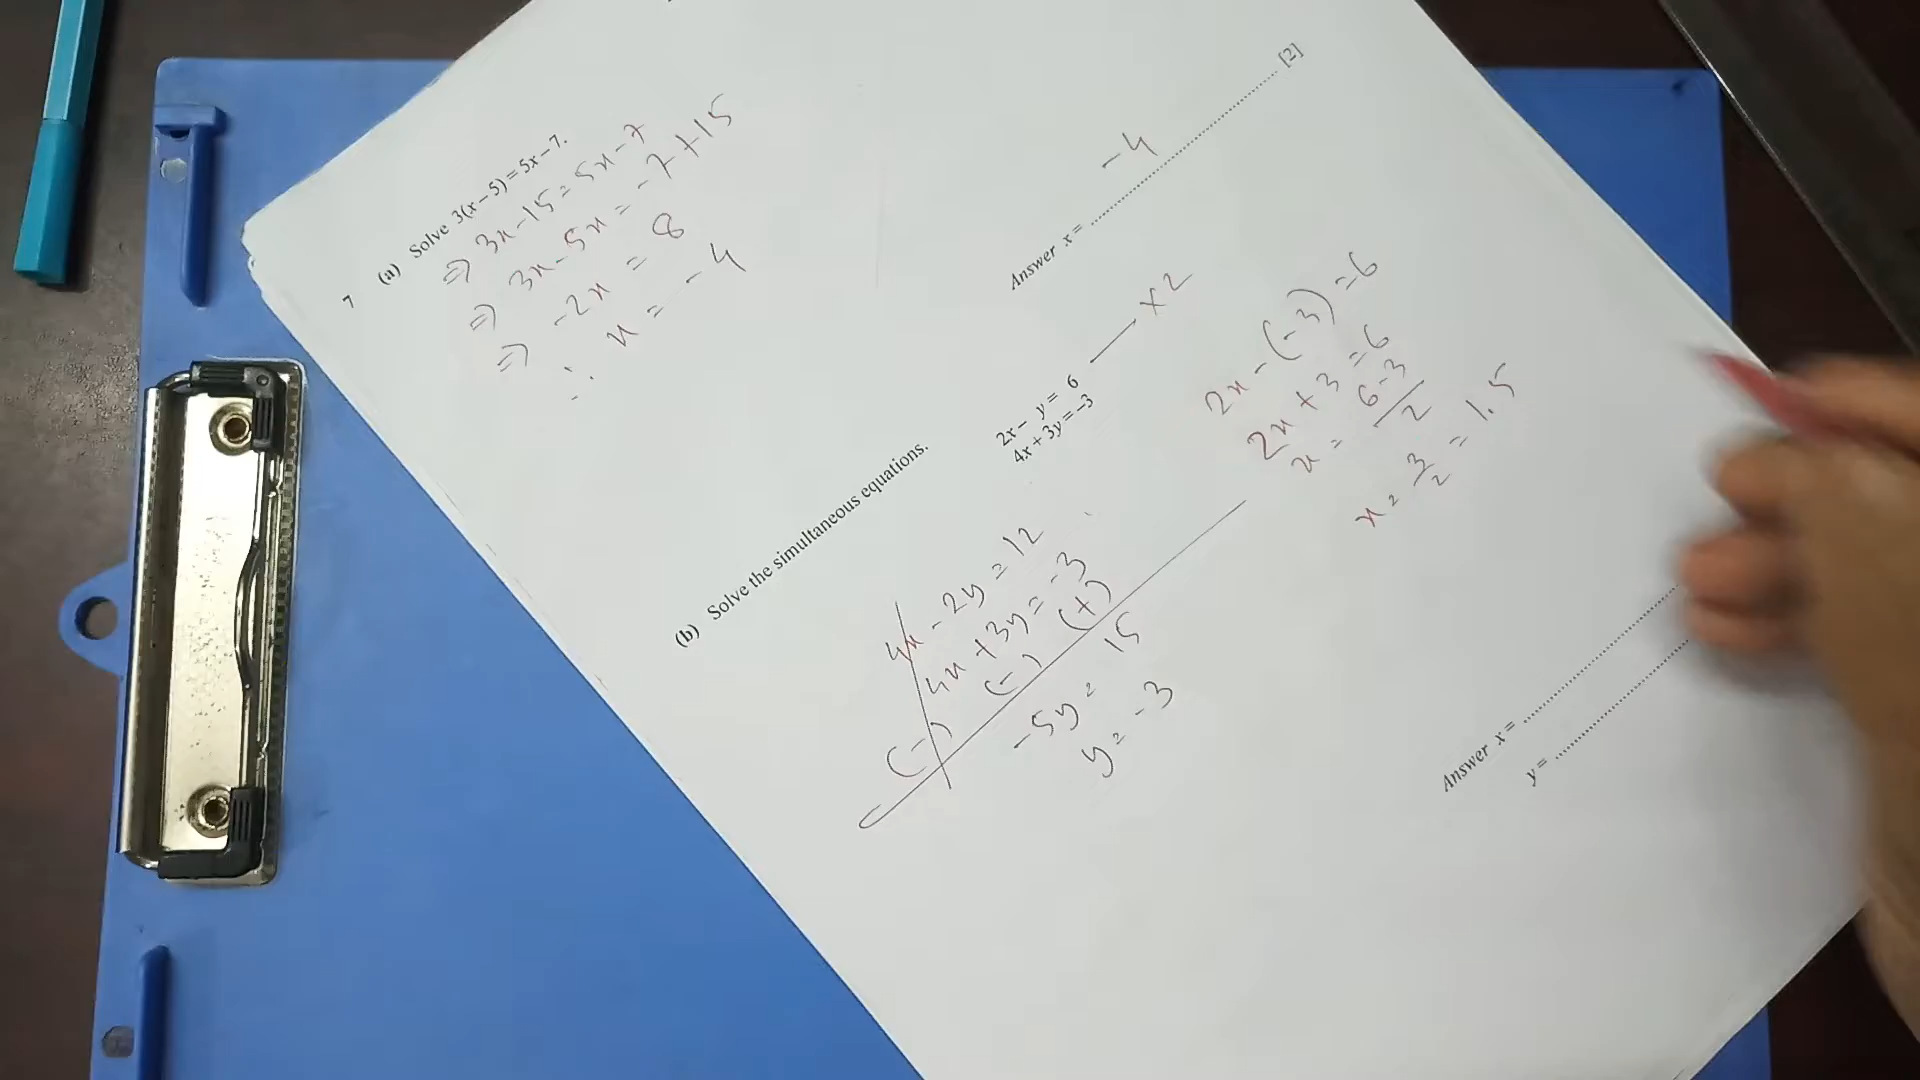 7 (a) Solve 3(x – 5) = 5x – 7.
⇒ 3x - 15 = 5x - 7
⇒ 3x - 5x = - 7 + 15
⇒ -2x = 8
∴ x = - 4
- 4
Answer x = ........................ [2]
(b) Solve the simultaneous equations.
2x – y = 6 — × 2
4x + 3y = –3
4x - 2y = 12
4x + 3y = -3
(-) (-) (+)
-5y = 15
y = - 3
2x - (-3) = 6
2x + 3 = 6
x = 6-3/2
x = 3/2 = 1.5
Answer x = ........................
y = ........................